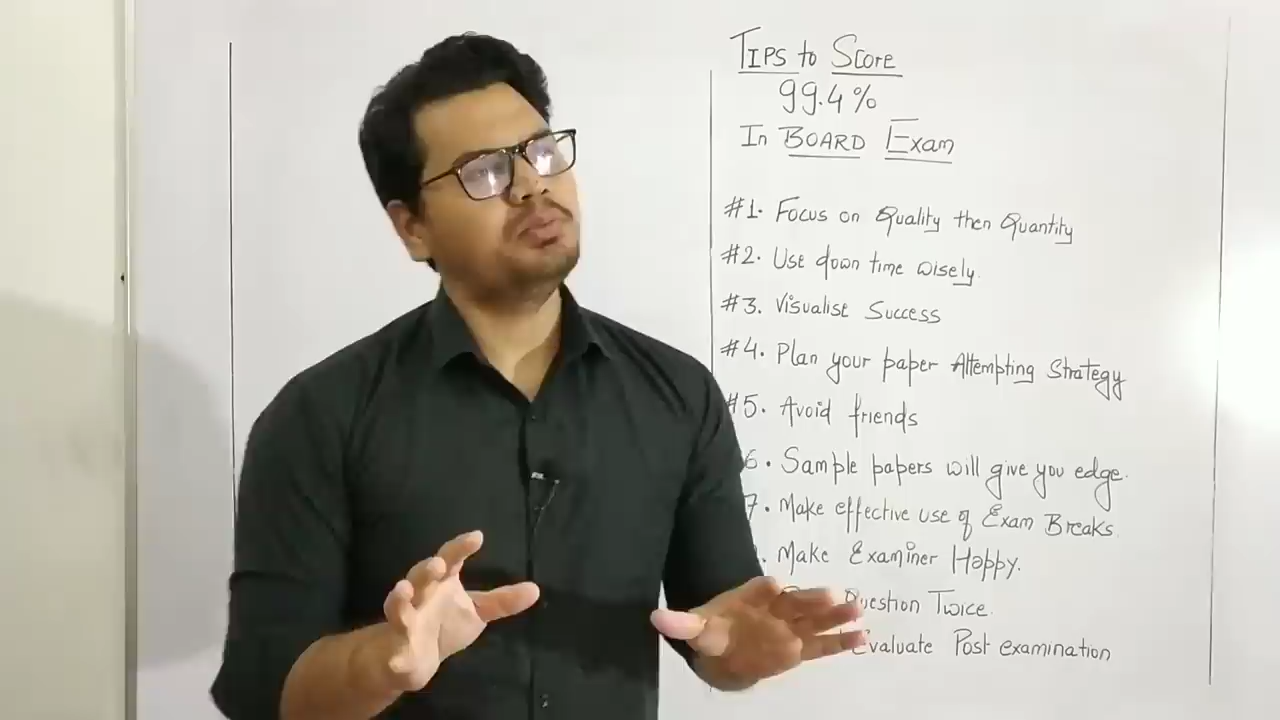 TIPS to SCORE
99.4%
In BOARD Exam
#1. Focus on Quality then Quantity
#2. Use down time wisely.
#3. Visualise Success
#4. Plan your paper Attempting Strategy
#5. Avoid friends
6. Sample papers will give you edge.
7. Make effective use of Exam Breaks
. Make Examiner Happy.
Question Twice.
Evaluate Post examination